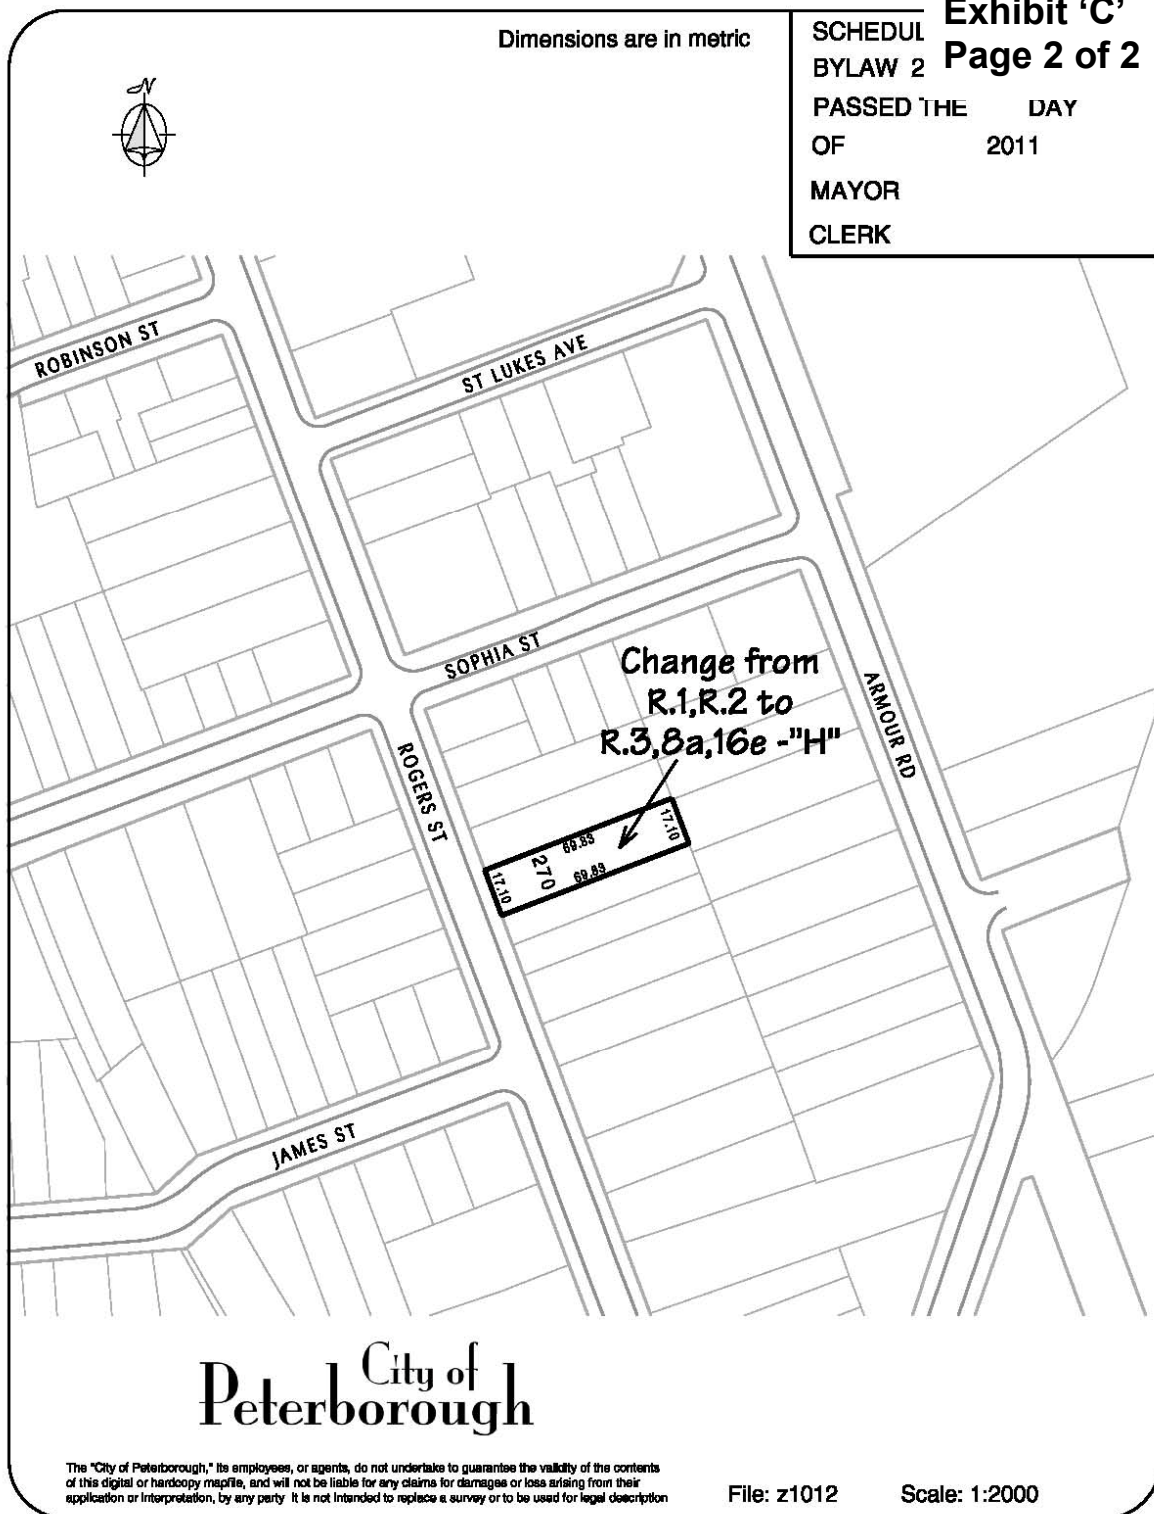 Exhibit ‘C’
Page 2 of 2
Dimensions are in metric
BYLAW 2
PASSED THE DAY
OF 2011
MAYOR
CLERK
N
ROBINSON ST
ST LUKES AVE
SOPHIA ST
Change from
R.1,R.2 to
R.3,8a,16e -"H"
ARMOUR RD
ROGERS ST
17.10
69.83
270
69.83
17.10
JAMES ST
City of
Peterborough
The "City of Peterborough," its employees, or agents, do not undertake to guarantee the validity of the contents
of this digital or hardcopy mapfile, and will not be liable for any claims for damages or loss arising from their
application or interpretation, by any party It is not intended to replace a survey or to be used for legal description
File: z1012 Scale: 1:2000